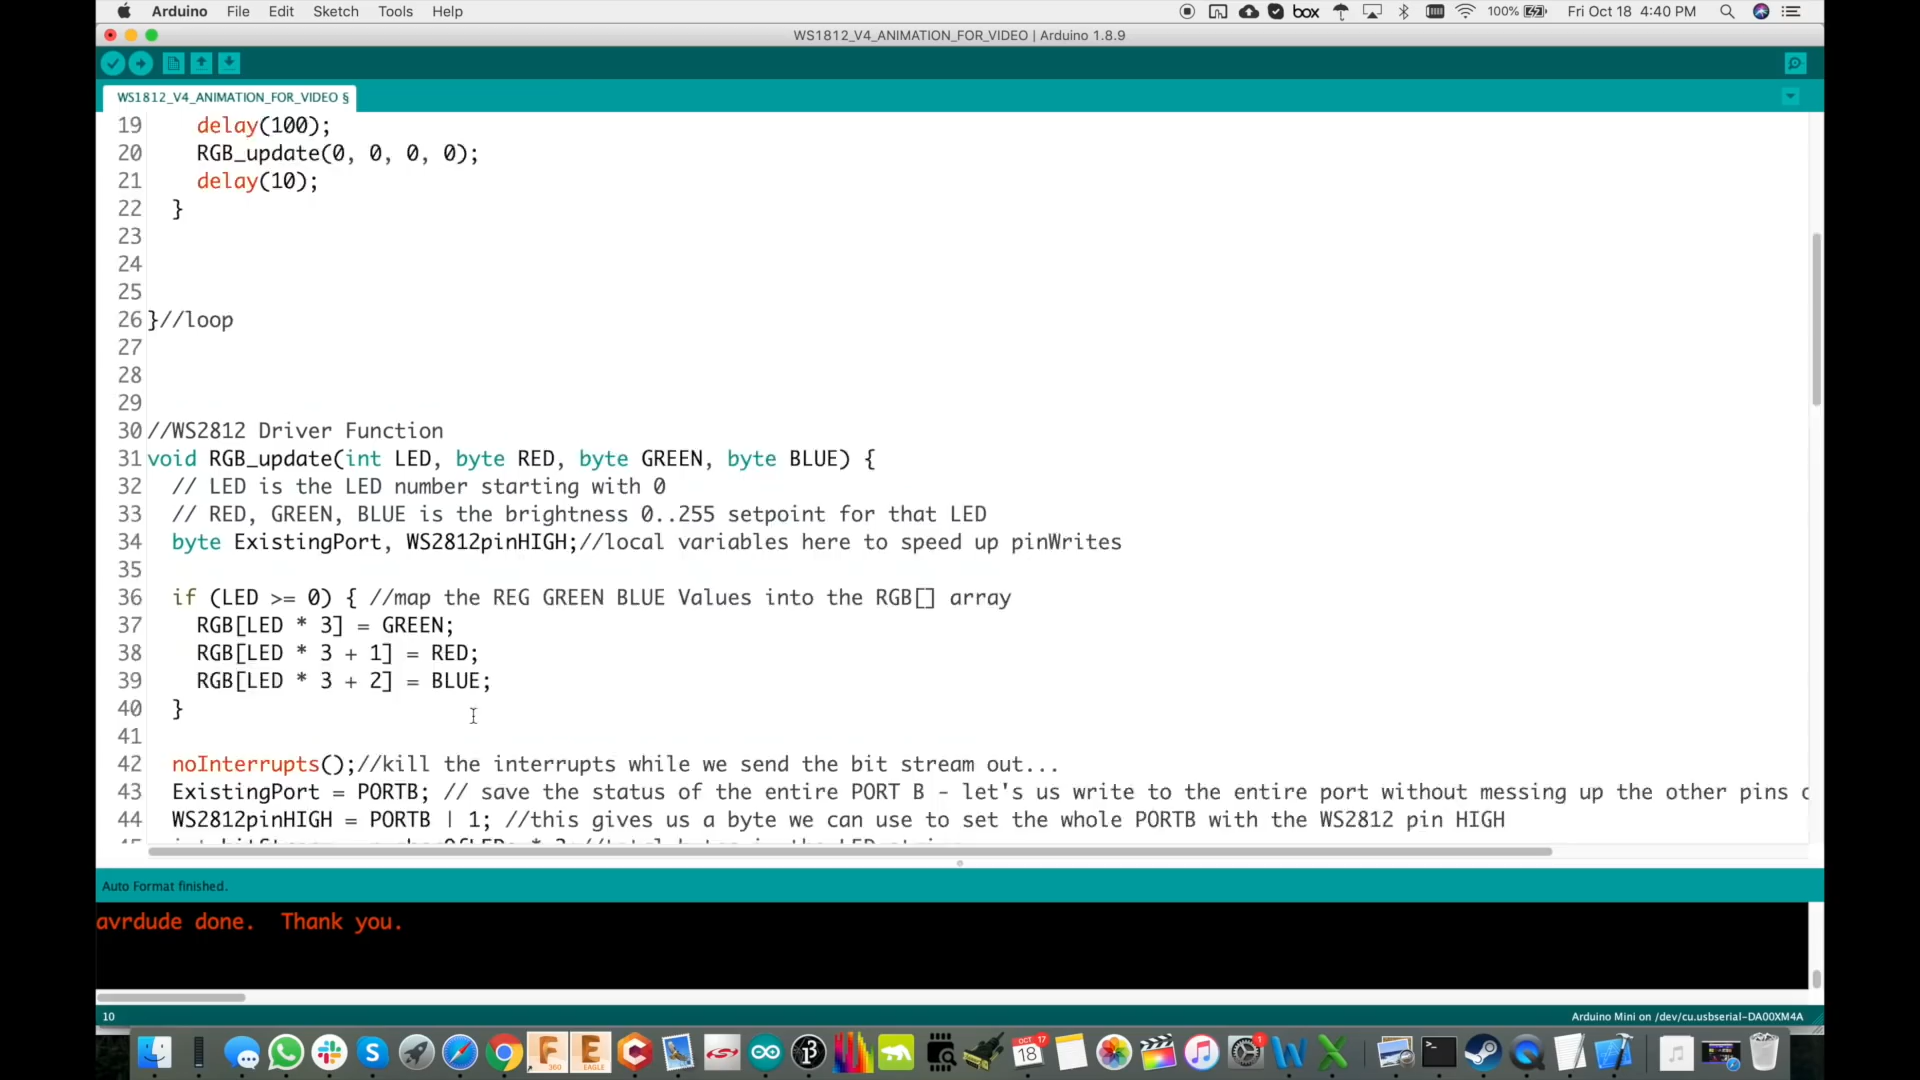 Arduino File Edit Sketch Tools Help box 100% Fri Oct 18 4:40 PM
WS1812_V4_ANIMATION_FOR_VIDEO | Arduino 1.8.9
WS1812_V4_ANIMATION_FOR_VIDEO §
19 delay(100);
20 RGB_update(0, 0, 0, 0);
21 delay(10);
22 }
23
24
25
26 }//loop
27
28
29
30 //WS2812 Driver Function
31 void RGB_update(int LED, byte RED, byte GREEN, byte BLUE) {
32 // LED is the LED number starting with 0
33 // RED, GREEN, BLUE is the brightness 0..255 setpoint for that LED
34 byte ExistingPort, WS2812pinHIGH;//local variables here to speed up pinWrites
35
36 if (LED >= 0) { //map the REG GREEN BLUE Values into the RGB[] array
37 RGB[LED * 3] = GREEN;
38 RGB[LED * 3 + 1] = RED;
39 RGB[LED * 3 + 2] = BLUE;
40 }
41
42 noInterrupts();//kill the interrupts while we send the bit stream out...
43 ExistingPort = PORTB; // save the status of the entire PORT B - let's us write to the entire port without messing up the other pins
44 WS2812pinHIGH = PORTB | 1; //this gives us a byte we can use to set the whole PORTB with the WS2812 pin HIGH
Auto Format finished.
avrdude done. Thank you.
10 Arduino Mini on /dev/cu.usbserial-DA00XM4A
F 360 E EAGLE OCT 17 18 1